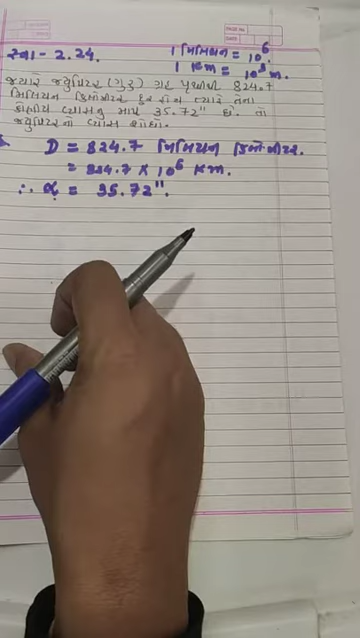 સ્વા-2.24.
1 મિલિયન = 10⁶
1 km = 10³ m.
જ્યારે જ્યુપિટર (ગુરુ) ગ્રહ પૃથ્વીથી 824.7
મિલિયન કિલોમીટર દૂર હોય ત્યારે તેના
કોણીય વ્યાસનું માપ 35.72" છે. તો
જ્યુપિટરનો વ્યાસ શોધો.
D = 824.7 મિલિયન કિલોમીટર.
= 824.7 × 10⁶ Km.
∴ α = 35.72".